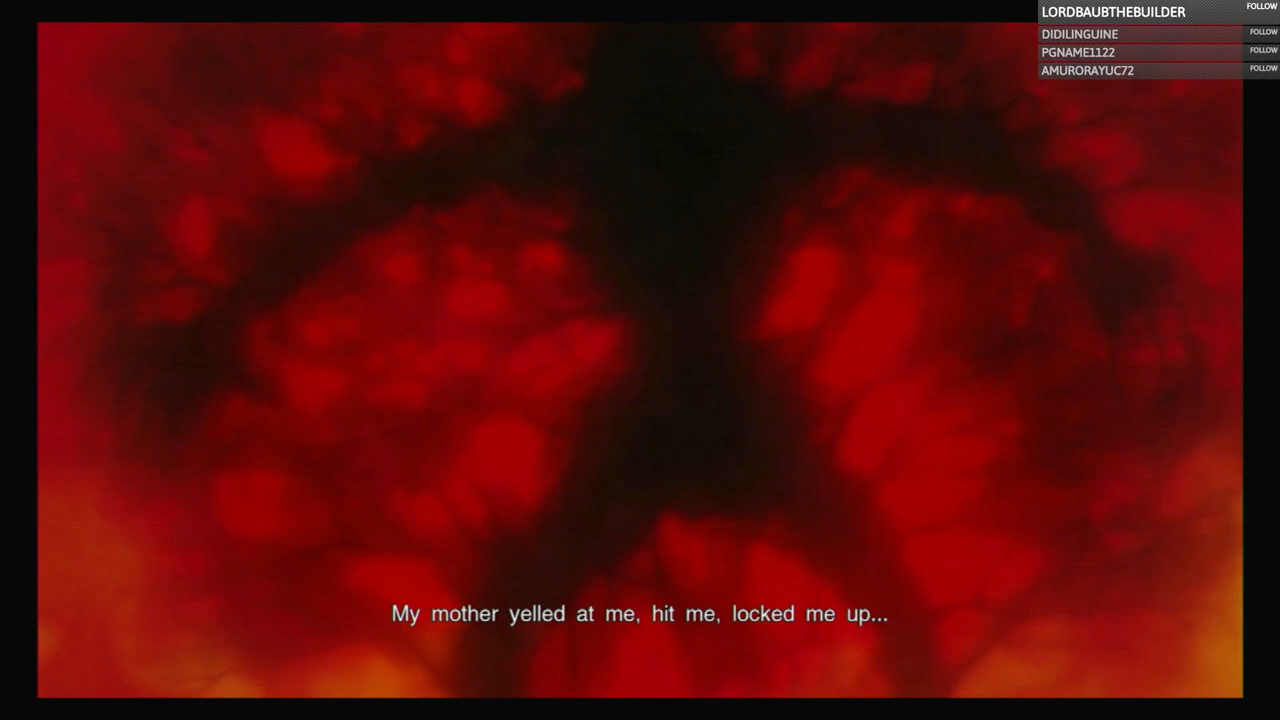 LORDBAUBTHEBUILDER FOLLOW
DIDILINGUINE FOLLOW
PGNAME1122 FOLLOW
AMURORAYUC72 FOLLOW
My mother yelled at me, hit me, locked me up...